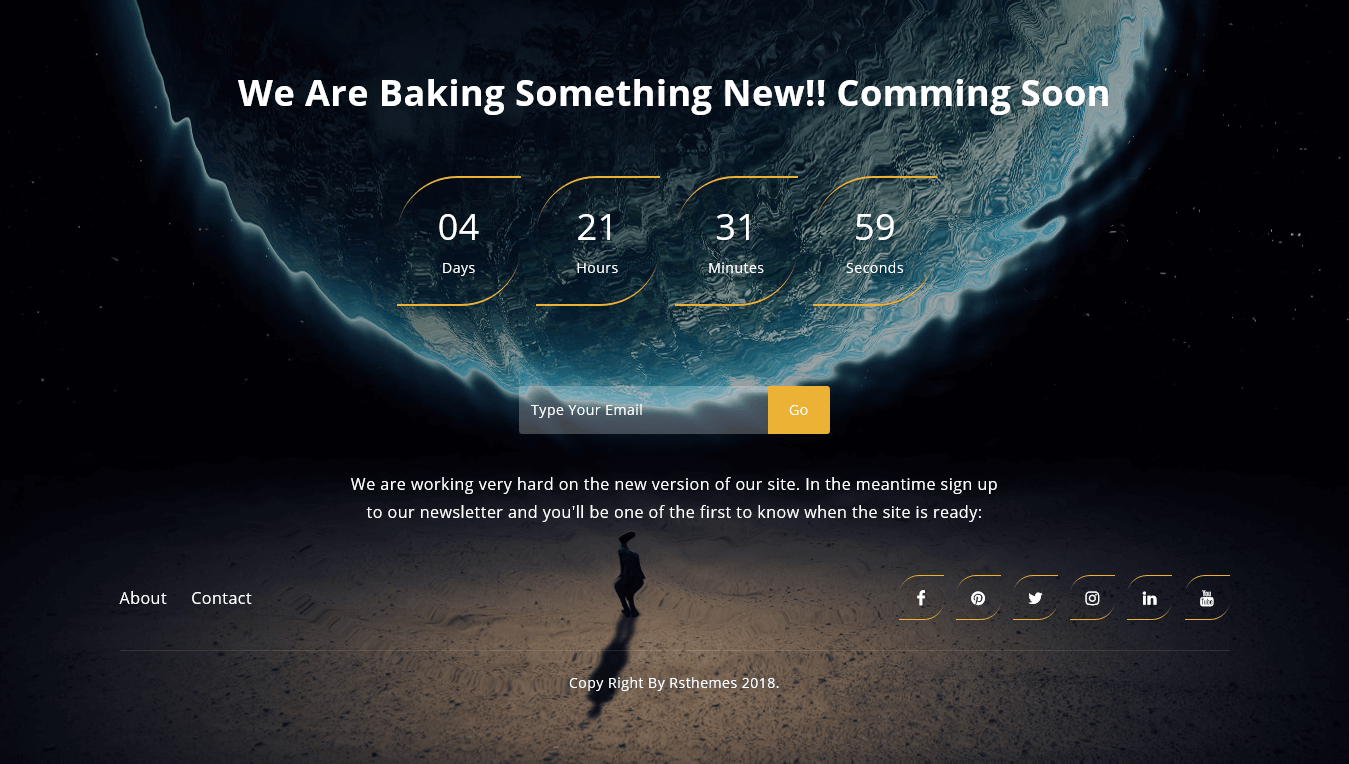 We Are Baking Something New!! Comming Soon
04 21 31 59
Days Hours Minutes Seconds
Type Your Email Go
We are working very hard on the new version of our site. In the meantime sign up
to our newsletter and you'll be one of the first to know when the site is ready:
About Contact
You
Tube
Copy Right By Rsthemes 2018.